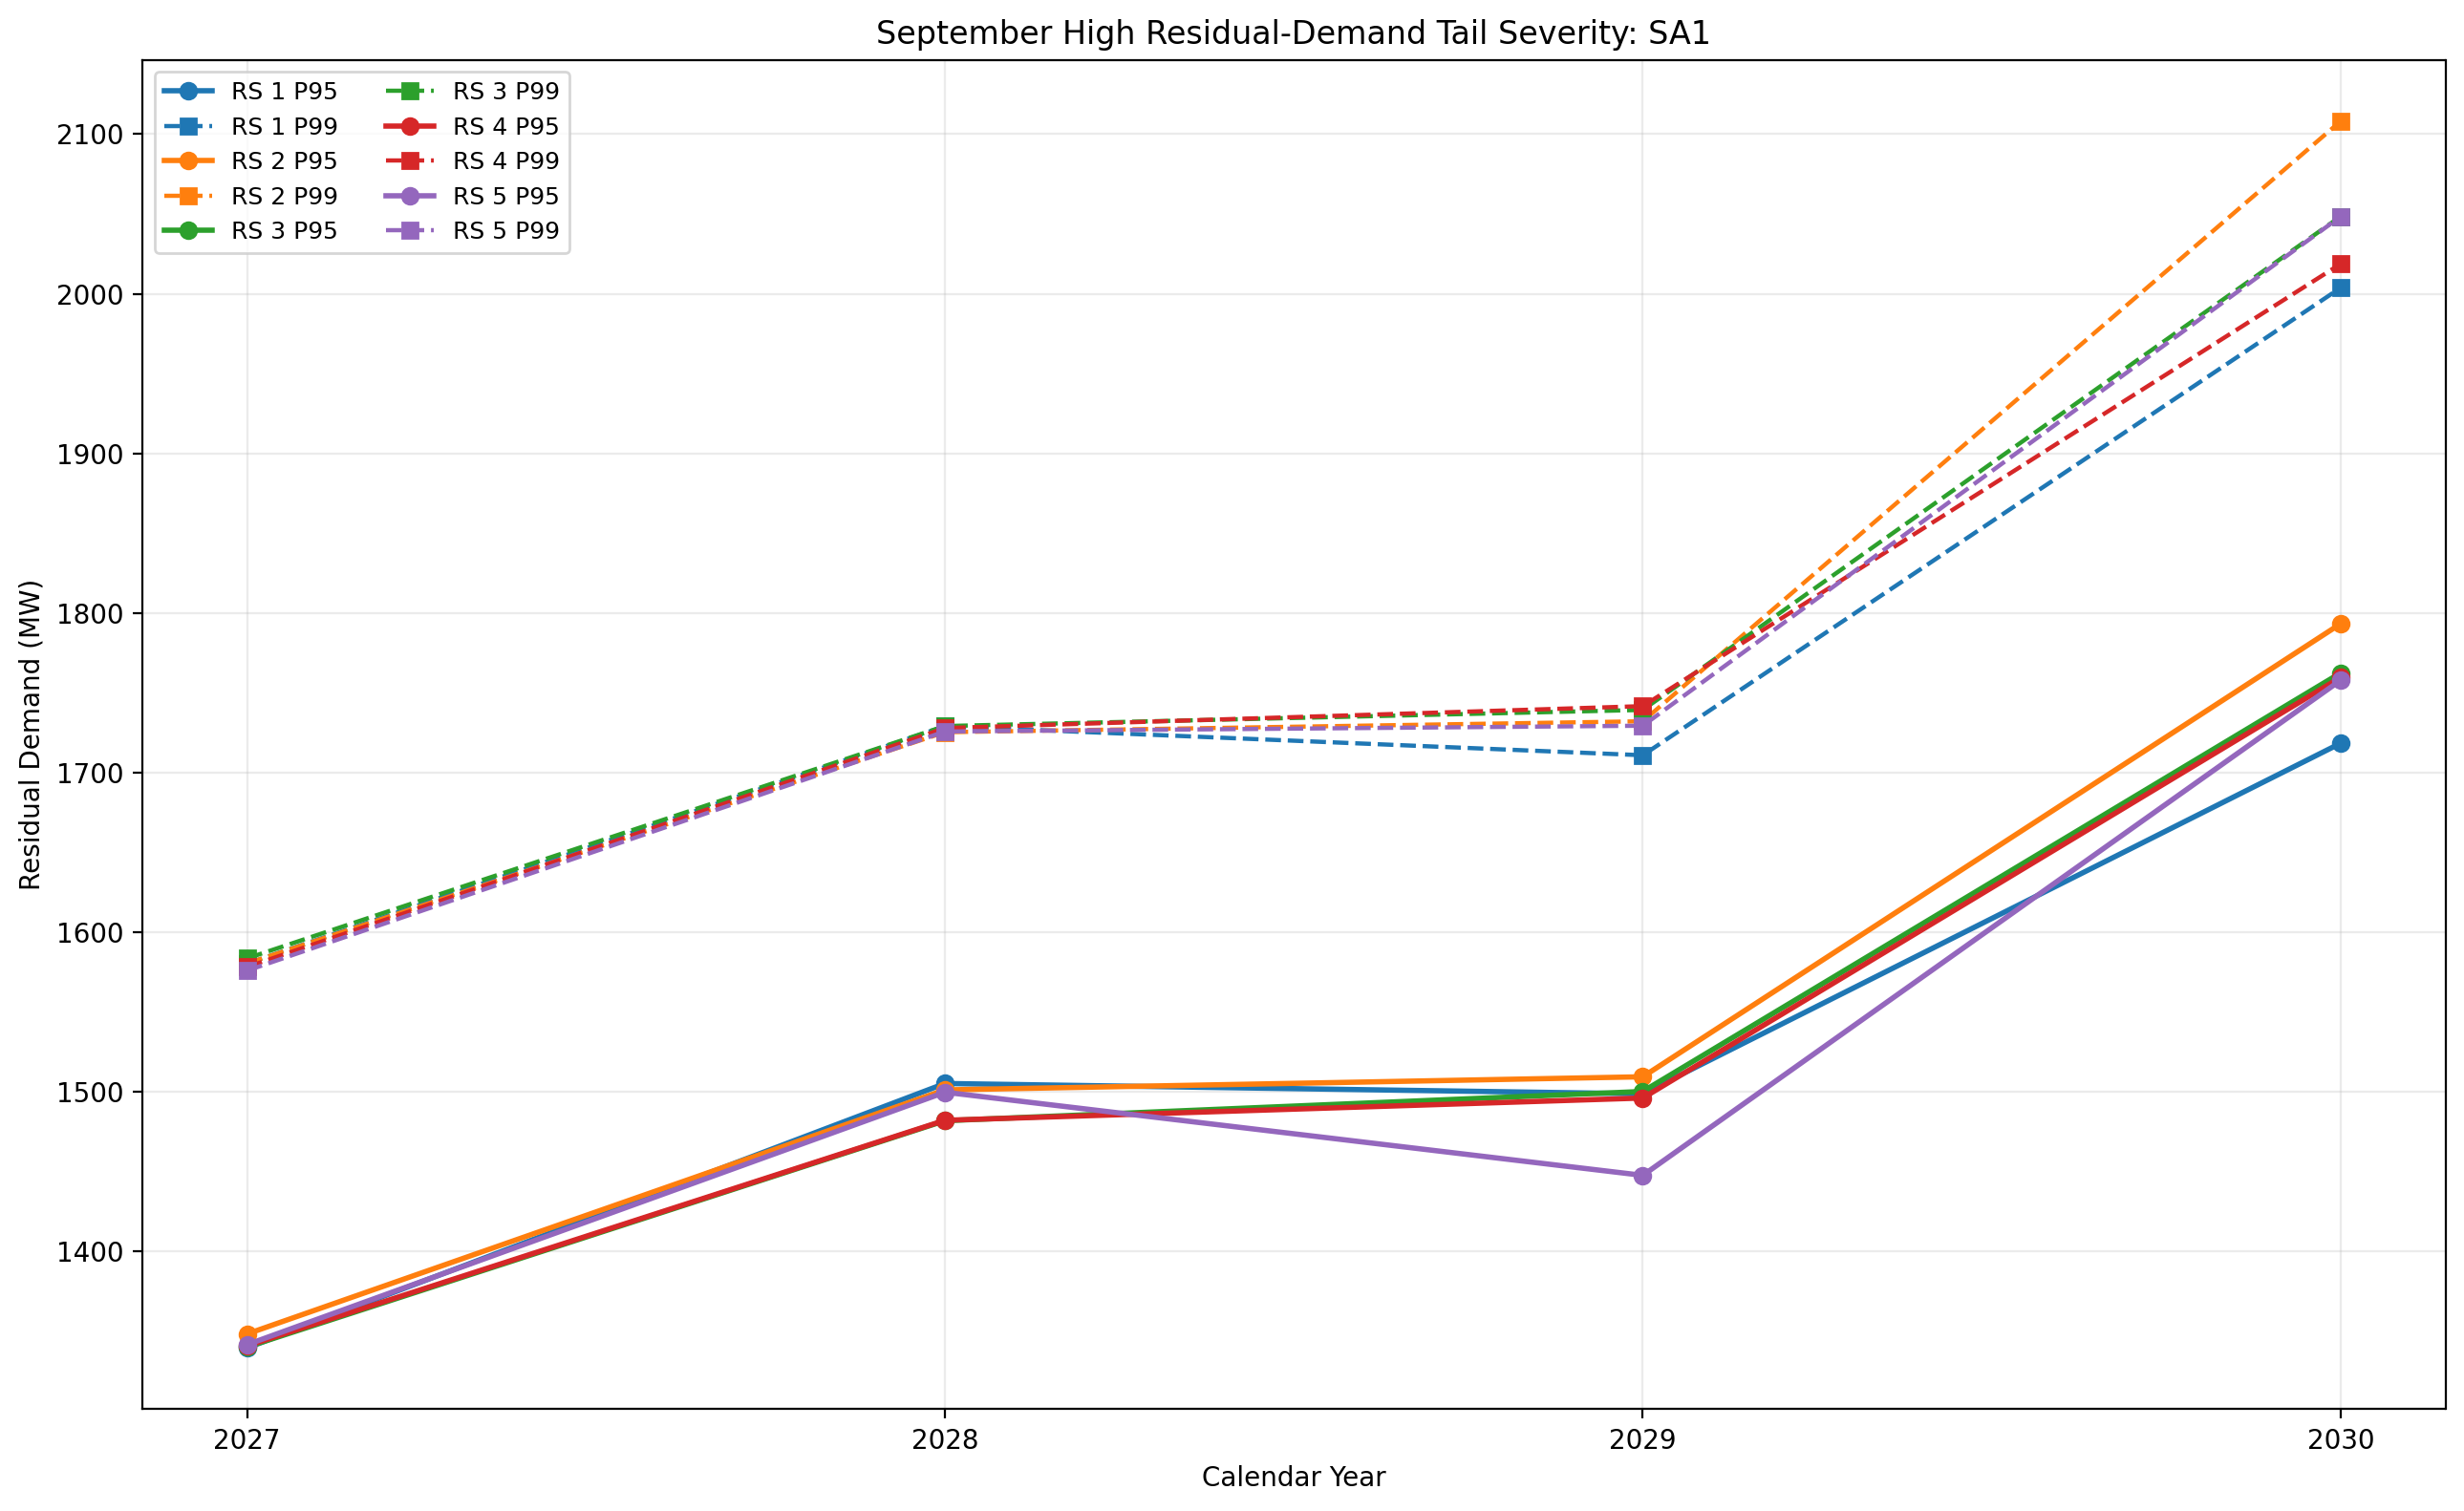 September High Residual-Demand Tail Severity: SA1
RS 1 P95
RS 1 P99
RS 2 P95
RS 2 P99
RS 3 P95
RS 3 P99
RS 4 P95
RS 4 P99
RS 5 P95
RS 5 P99
Residual Demand (MW)
2100
2000
1900
1800
1700
1600
1500
1400
2027 2028 2029 2030
Calendar Year